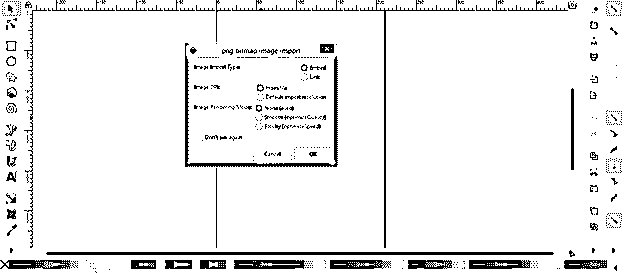 png bitmap image import
Image Import Type:
Embed
Link
Image DPI:
From file
Default import resolution
Image Rendering Mode:
None (auto)
Smooth (optimizeQuality)
Blocky (optimizeSpeed)
Don't ask again
Cancel
OK